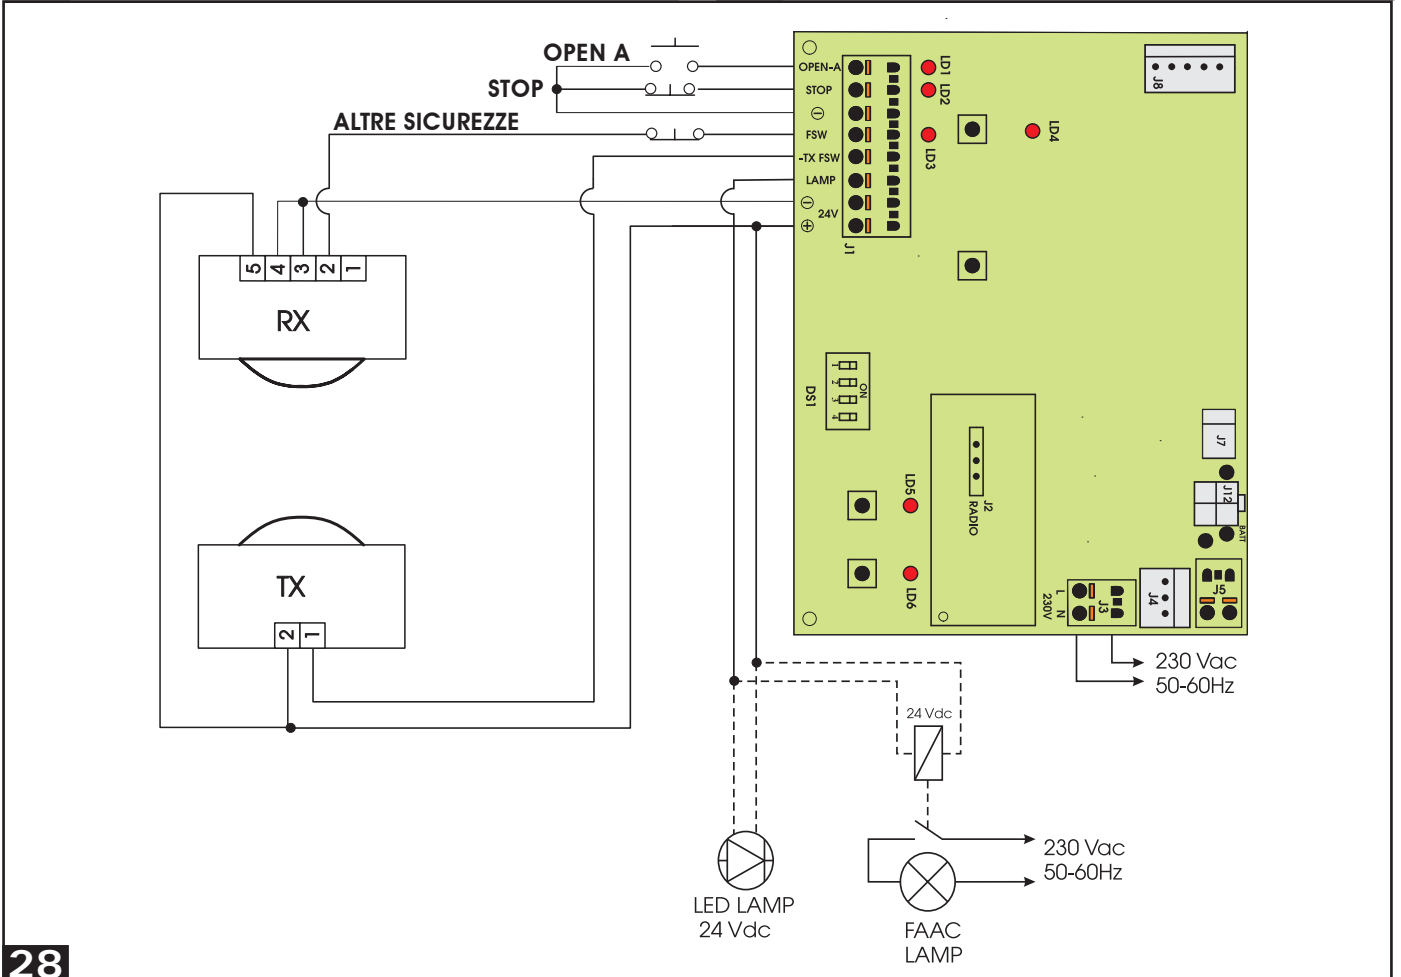 OPEN A
STOP
ALTRE SICUREZZE
OPEN-A
STOP
⊖
FSW
-TX FSW
LAMP
⊖
24V
⊕
J1
LD1
LD2
LD3
LD4
J8
5 4 3 2 1
RX
TX
2 1
DS1
1
2
3
4
ON
LD5
LD6
J2
RADIO
J7
J12
BATT
L N
230V
J3
J4
J5
230 Vac
50-60Hz
24 Vdc
230 Vac
50-60Hz
LED LAMP
24 Vdc
FAAC
LAMP
28